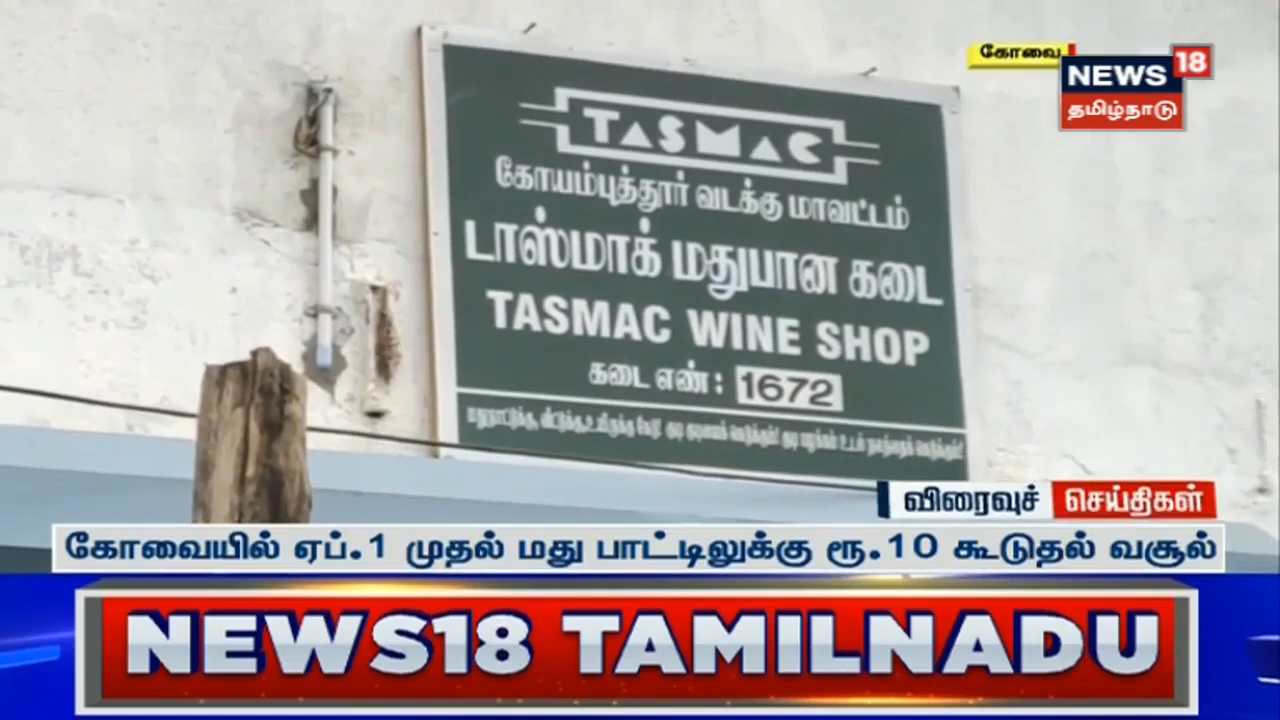 கோவை
NEWS 18
தமிழ்நாடு
TASMAC
கோயம்புத்தூர் வடக்கு மாவட்டம்
டாஸ்மாக் மதுபான கடை
TASMAC WINE SHOP
கடை எண் : 1672
விரைவுச் செய்திகள்
கோவையில் ஏப்.1 முதல் மது பாட்டிலுக்கு ரூ.10 கூடுதல் வசூல்
NEWS18 TAMILNADU